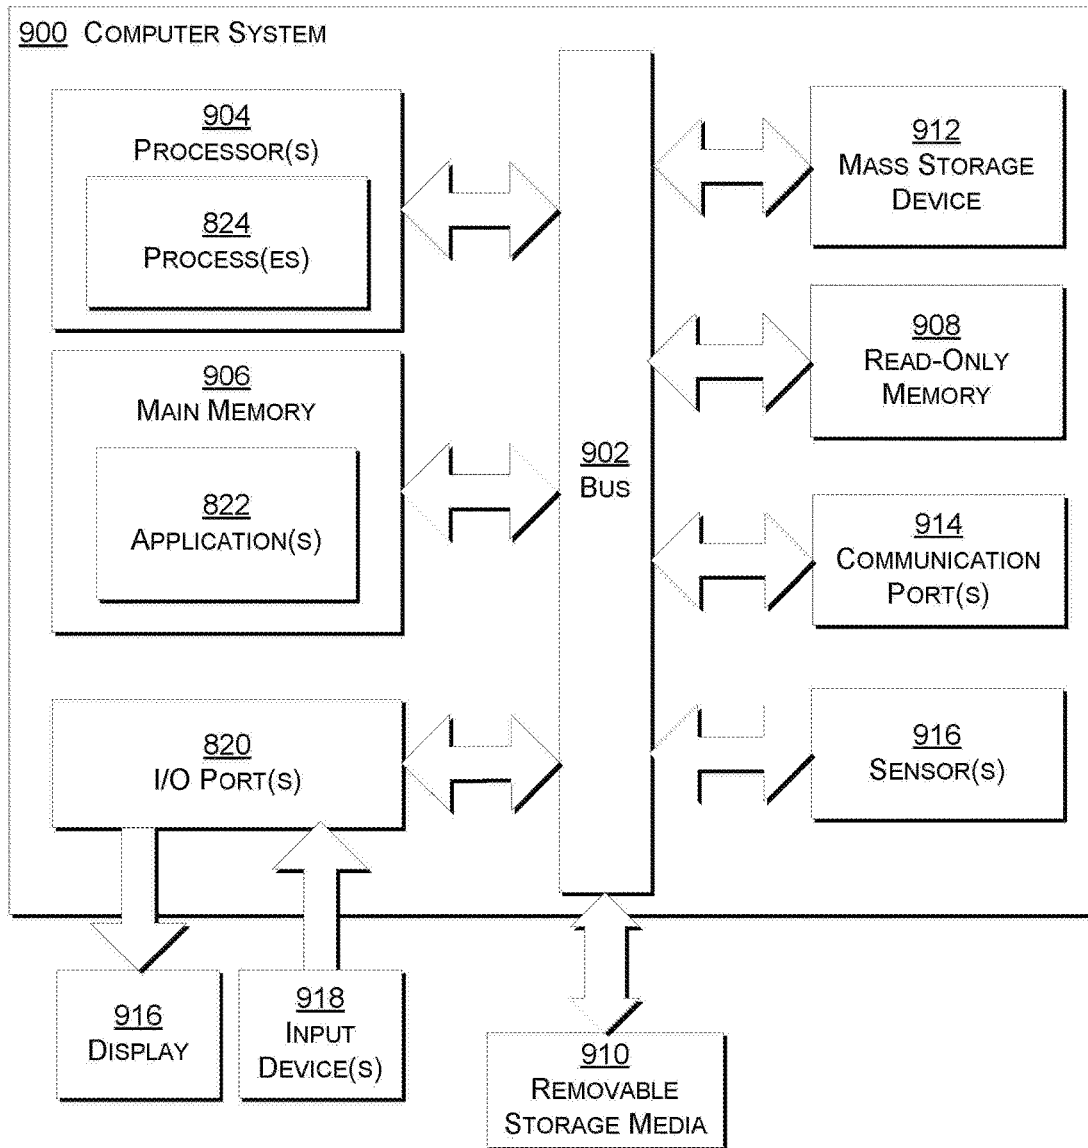 900 COMPUTER SYSTEM
904
PROCESSOR(S)
824
PROCESS(ES)
906
MAIN MEMORY
822
APPLICATION(S)
820
I/O PORT(S)
902
BUS
912
MASS STORAGE
DEVICE
908
READ-ONLY
MEMORY
914
COMMUNICATION
PORT(S)
916
SENSOR(S)
916
DISPLAY
918
INPUT
DEVICE(S)
910
REMOVABLE
STORAGE MEDIA